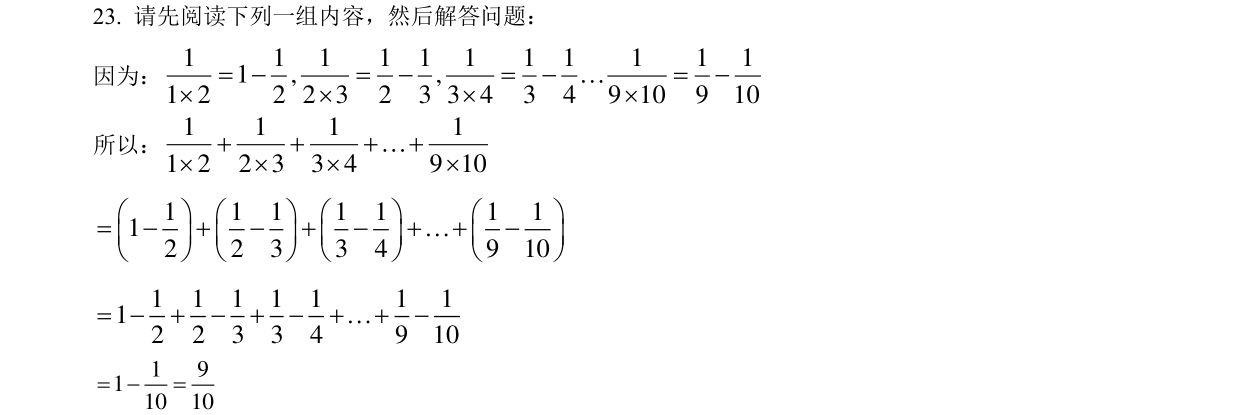 23. 请先阅读下列一组内容，然后解答问题：
因为：1/(1×2)=1−1/2,1/(2×3)=1/2−1/3,1/(3×4)=1/3−1/4…1/(9×10)=1/9−1/10
所以：1/(1×2)+1/(2×3)+1/(3×4)+…+1/(9×10)
=(1−1/2)+(1/2−1/3)+(1/3−1/4)+…+(1/9−1/10)
=1−1/2+1/2−1/3+1/3−1/4+…+1/9−1/10
=1−1/10=9/10